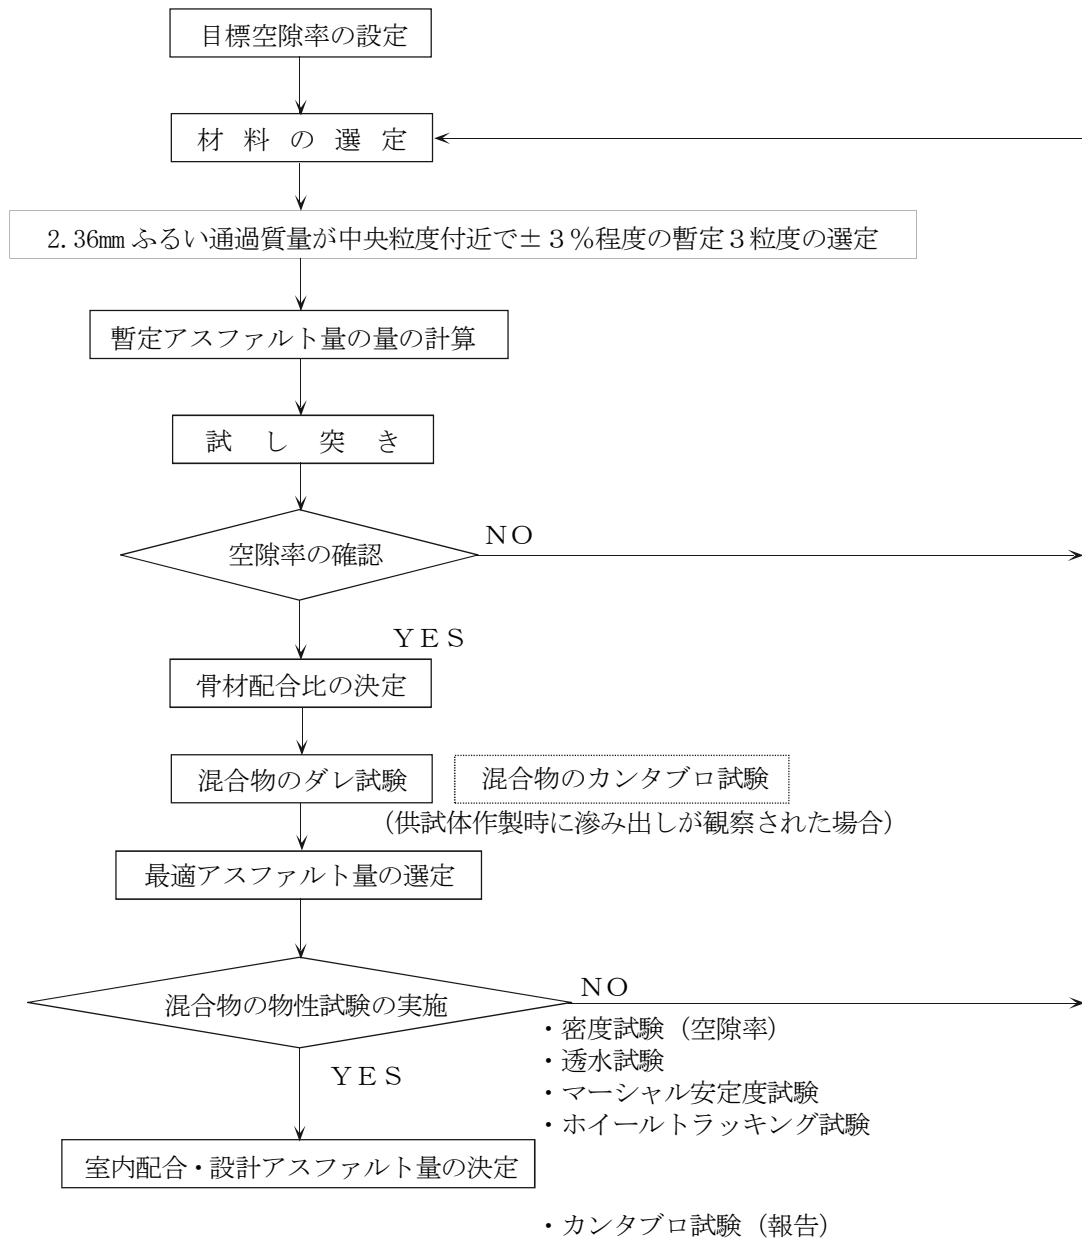 目標空隙率の設定
材 料 の 選 定
2.36mm ふるい通過質量が中央粒度付近で±3%程度の暫定3粒度の選定
暫定アスファルト量の量の計算
試 し 突 き
空隙率の確認
NO
YES
骨材配合比の決定
混合物のダレ試験
混合物のカンタブロ試験
（供試体作製時に滲み出しが観察された場合）
最適アスファルト量の選定
混合物の物性試験の実施
NO
・密度試験（空隙率）
・透水試験
・マーシャル安定度試験
・ホイールトラッキング試験
YES
室内配合・設計アスファルト量の決定
・カンタブロ試験（報告）